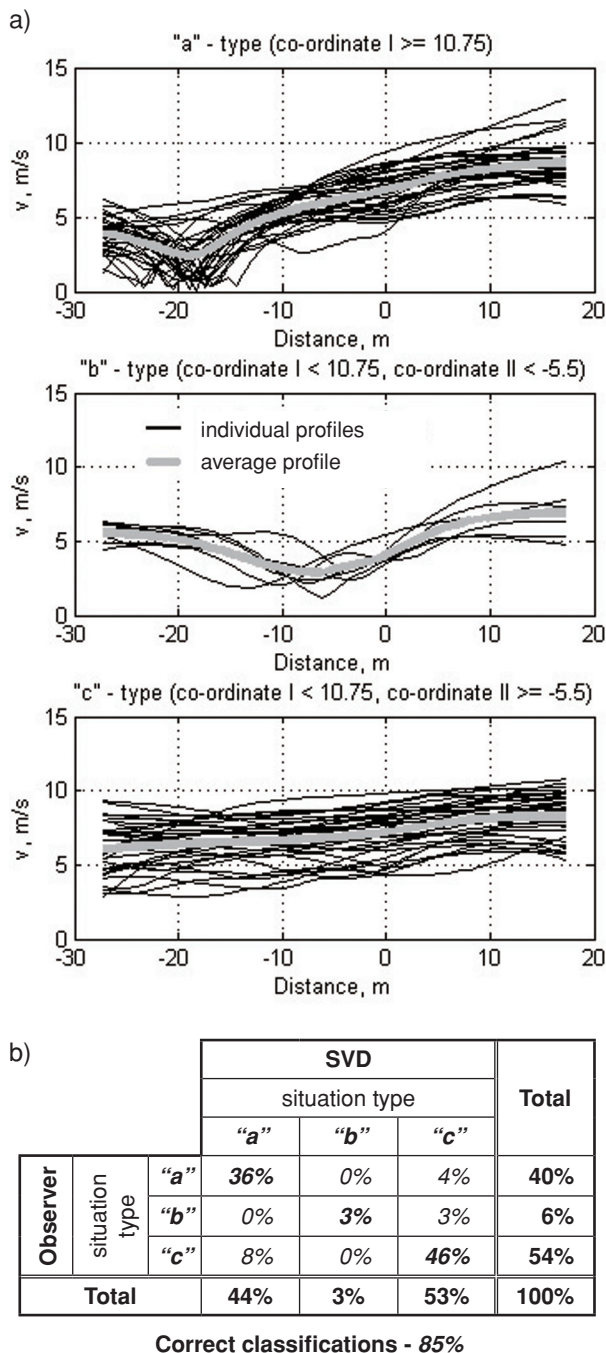 a)
"a" - type (co-ordinate I >= 10.75)
15
10
5
0
v, m/s
-30 -20 -10 0 10 20
Distance, m
"b" - type (co-ordinate I < 10.75, co-ordinate II < -5.5)
15
10
5
0
v, m/s
individual profiles
average profile
-30 -20 -10 0 10 20
Distance, m
"c" - type (co-ordinate I < 10.75, co-ordinate II >= -5.5)
15
10
5
0
v, m/s
-30 -20 -10 0 10 20
Distance, m
b)
SVD
situation type
Total
“a” “b” “c”
Observer
situation type
“a” 36% 0% 4% 40%
“b” 0% 3% 3% 6%
“c” 8% 0% 46% 54%
Total 44% 3% 53% 100%
Correct classifications - 85%